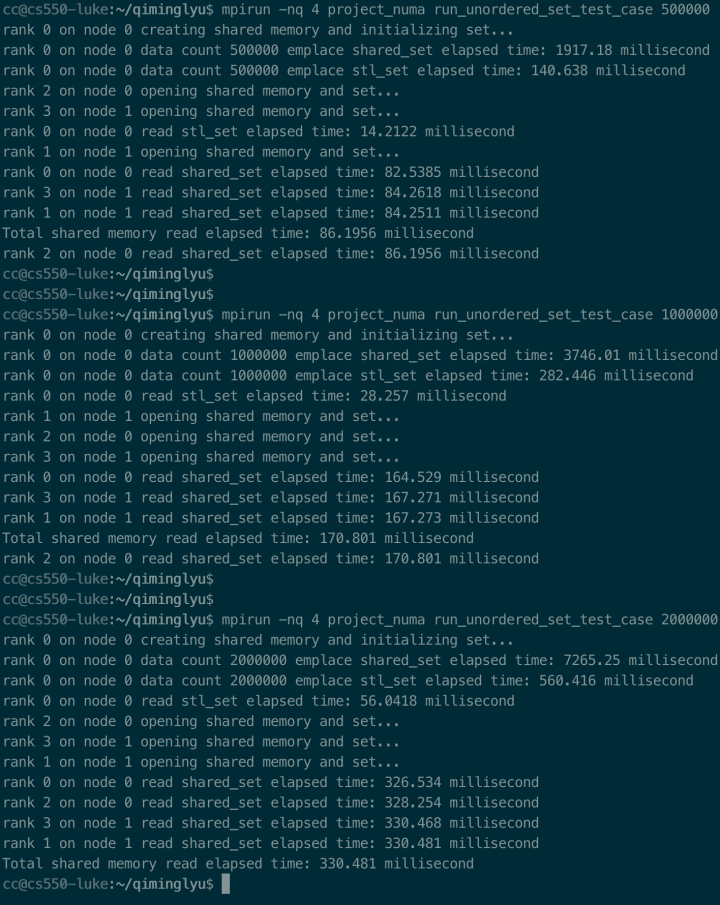 cc@cs550-luke:~/qiminglyu$ mpirun -nq 4 project_numa run_unordered_set_test_case 500000
rank 0 on node 0 creating shared memory and initializing set...
rank 0 on node 0 data count 500000 emplace shared_set elapsed time: 1917.18 millisecond
rank 0 on node 0 data count 500000 emplace stl_set elapsed time: 140.638 millisecond
rank 2 on node 0 opening shared memory and set...
rank 3 on node 1 opening shared memory and set...
rank 0 on node 0 read stl_set elapsed time: 14.2122 millisecond
rank 1 on node 1 opening shared memory and set...
rank 0 on node 0 read shared_set elapsed time: 82.5385 millisecond
rank 3 on node 1 read shared_set elapsed time: 84.2618 millisecond
rank 1 on node 1 read shared_set elapsed time: 84.2511 millisecond
Total shared memory read elapsed time: 86.1956 millisecond
rank 2 on node 0 read shared_set elapsed time: 86.1956 millisecond
cc@cs550-luke:~/qiminglyu$
cc@cs550-luke:~/qiminglyu$
cc@cs550-luke:~/qiminglyu$ mpirun -nq 4 project_numa run_unordered_set_test_case 1000000
rank 0 on node 0 creating shared memory and initializing set...
rank 0 on node 0 data count 1000000 emplace shared_set elapsed time: 3746.01 millisecond
rank 0 on node 0 data count 1000000 emplace stl_set elapsed time: 282.446 millisecond
rank 0 on node 0 read stl_set elapsed time: 28.257 millisecond
rank 1 on node 1 opening shared memory and set...
rank 2 on node 0 opening shared memory and set...
rank 3 on node 1 opening shared memory and set...
rank 0 on node 0 read shared_set elapsed time: 164.529 millisecond
rank 3 on node 1 read shared_set elapsed time: 167.271 millisecond
rank 1 on node 1 read shared_set elapsed time: 167.273 millisecond
Total shared memory read elapsed time: 170.801 millisecond
rank 2 on node 0 read shared_set elapsed time: 170.801 millisecond
cc@cs550-luke:~/qiminglyu$
cc@cs550-luke:~/qiminglyu$
cc@cs550-luke:~/qiminglyu$ mpirun -nq 4 project_numa run_unordered_set_test_case 2000000
rank 0 on node 0 creating shared memory and initializing set...
rank 0 on node 0 data count 2000000 emplace shared_set elapsed time: 7265.25 millisecond
rank 0 on node 0 data count 2000000 emplace stl_set elapsed time: 560.416 millisecond
rank 0 on node 0 read stl_set elapsed time: 56.0418 millisecond
rank 2 on node 0 opening shared memory and set...
rank 3 on node 1 opening shared memory and set...
rank 1 on node 1 opening shared memory and set...
rank 0 on node 0 read shared_set elapsed time: 326.534 millisecond
rank 2 on node 0 read shared_set elapsed time: 328.254 millisecond
rank 3 on node 1 read shared_set elapsed time: 330.468 millisecond
rank 1 on node 1 read shared_set elapsed time: 330.481 millisecond
Total shared memory read elapsed time: 330.481 millisecond
cc@cs550-luke:~/qiminglyu$